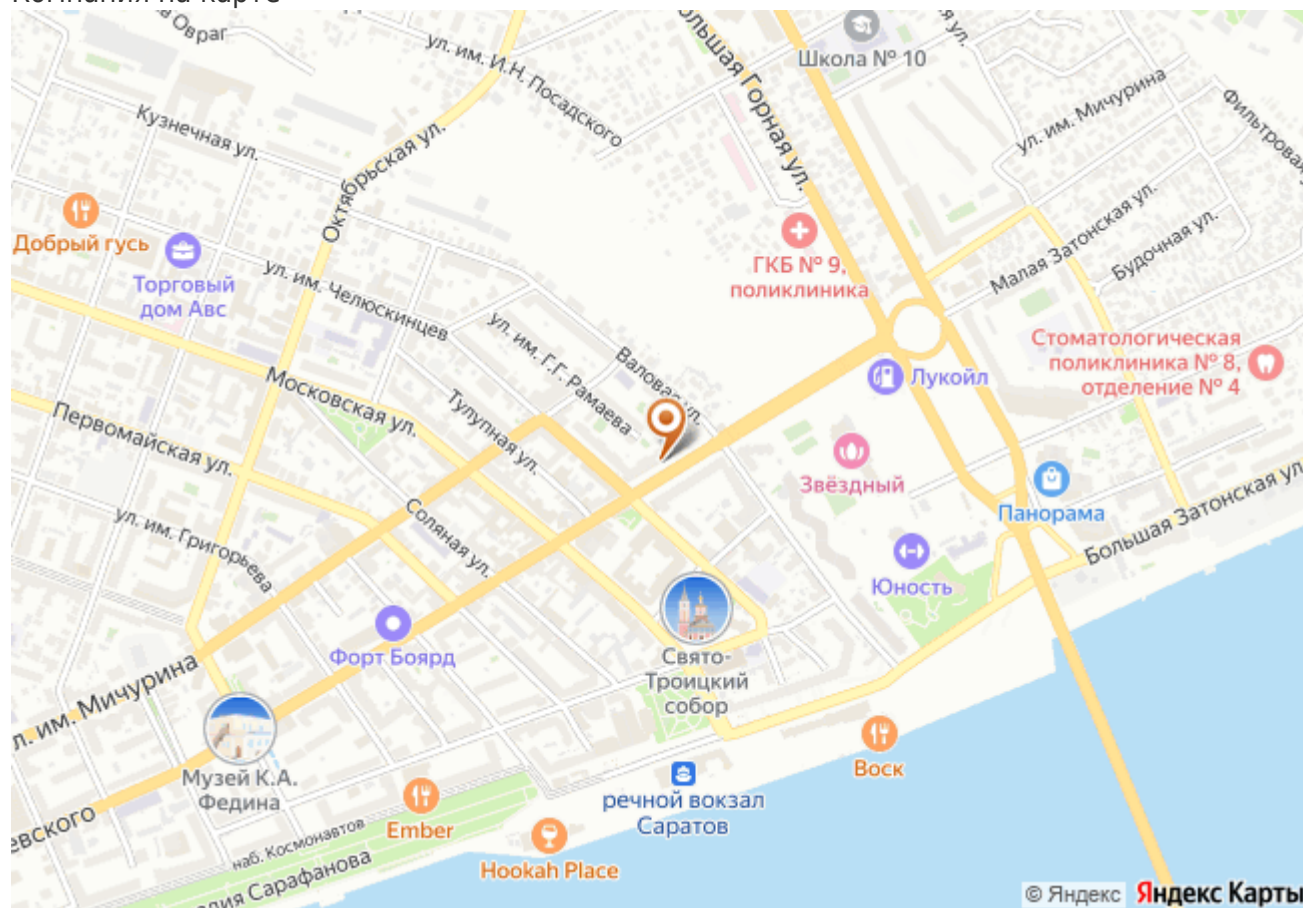 Компания на карте
Овраг
ул. им. И.Н. Посадского
Большая Горная ул.
Школа № 10
ул. им. Мичурина
Кузнечная ул.
Октябрьская ул.
Добрый гусь
Торговый
дом Авс
ул. им. Челюскинцев
ГКБ № 9,
поликлиника
Малая Затонская ул.
Будочная ул.
ул. им. Г.Г. Рамаева
Валовая ул.
Стоматологическая
поликлиника № 8,
отделение № 4
Лукойл
Московская ул.
Тулупная ул.
Первомайская ул.
Звёздный
Панорама
Большая Затонская ул
ул. им. Григорьева
Соляная ул.
Юность
Форт Боярд
Свято-
Троицкий
собор
л. им. Мичурина
Музей К.А.
Федина
Воск
речной вокзал
Саратов
Ember
Hookah Place
евского
наб. Космонавтов
Сарафанова
© Яндекс Яндекс Карты